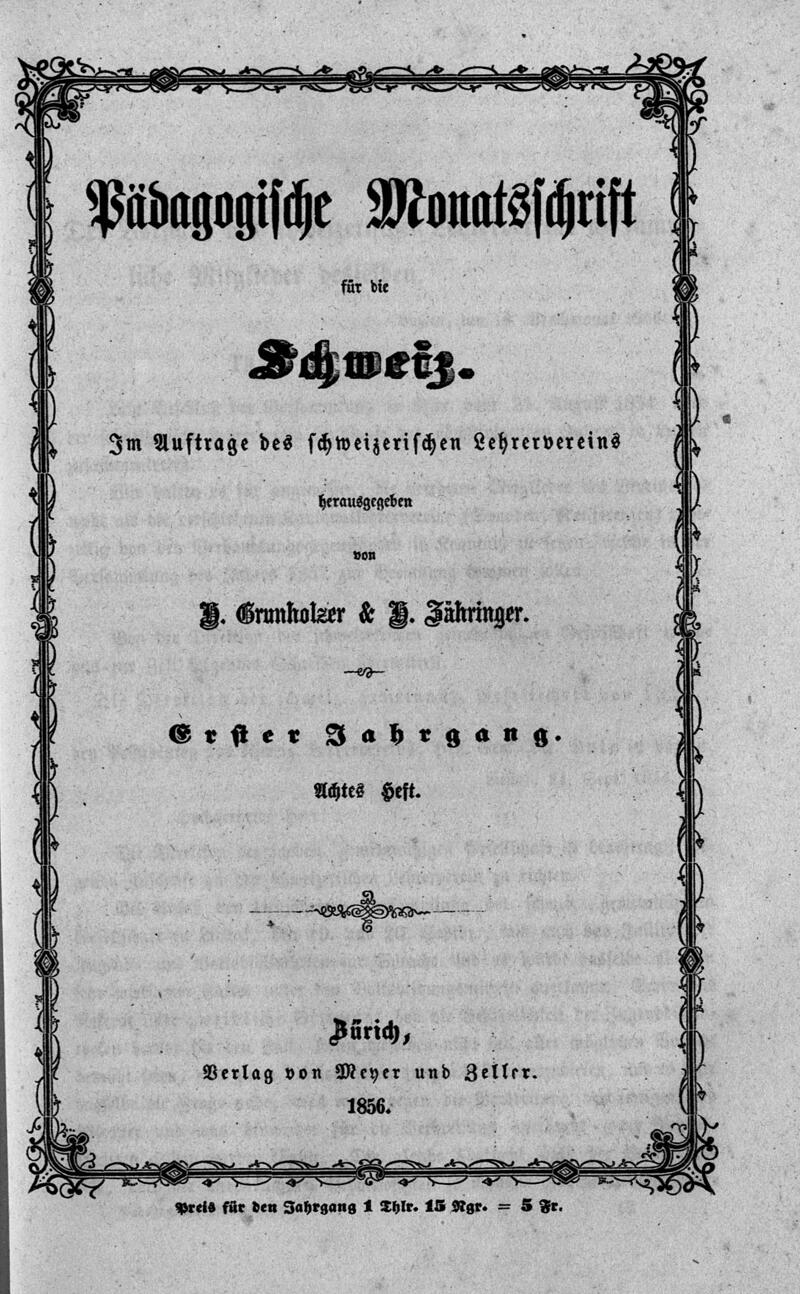 Pädagogische Monatsschrift
für die
Schweiz.
Im Auftrage des schweizerischen Lehrervereins
herausgegeben
von
H. Grunholzer & H. Zähringer.
Erster Jahrgang.
Achtes Heft.
Zürich,
Verlag von Meyer und Zeller.
1856.
Preis für den Jahrgang 1 Thlr. 15 Ngr. = 5 Fr.